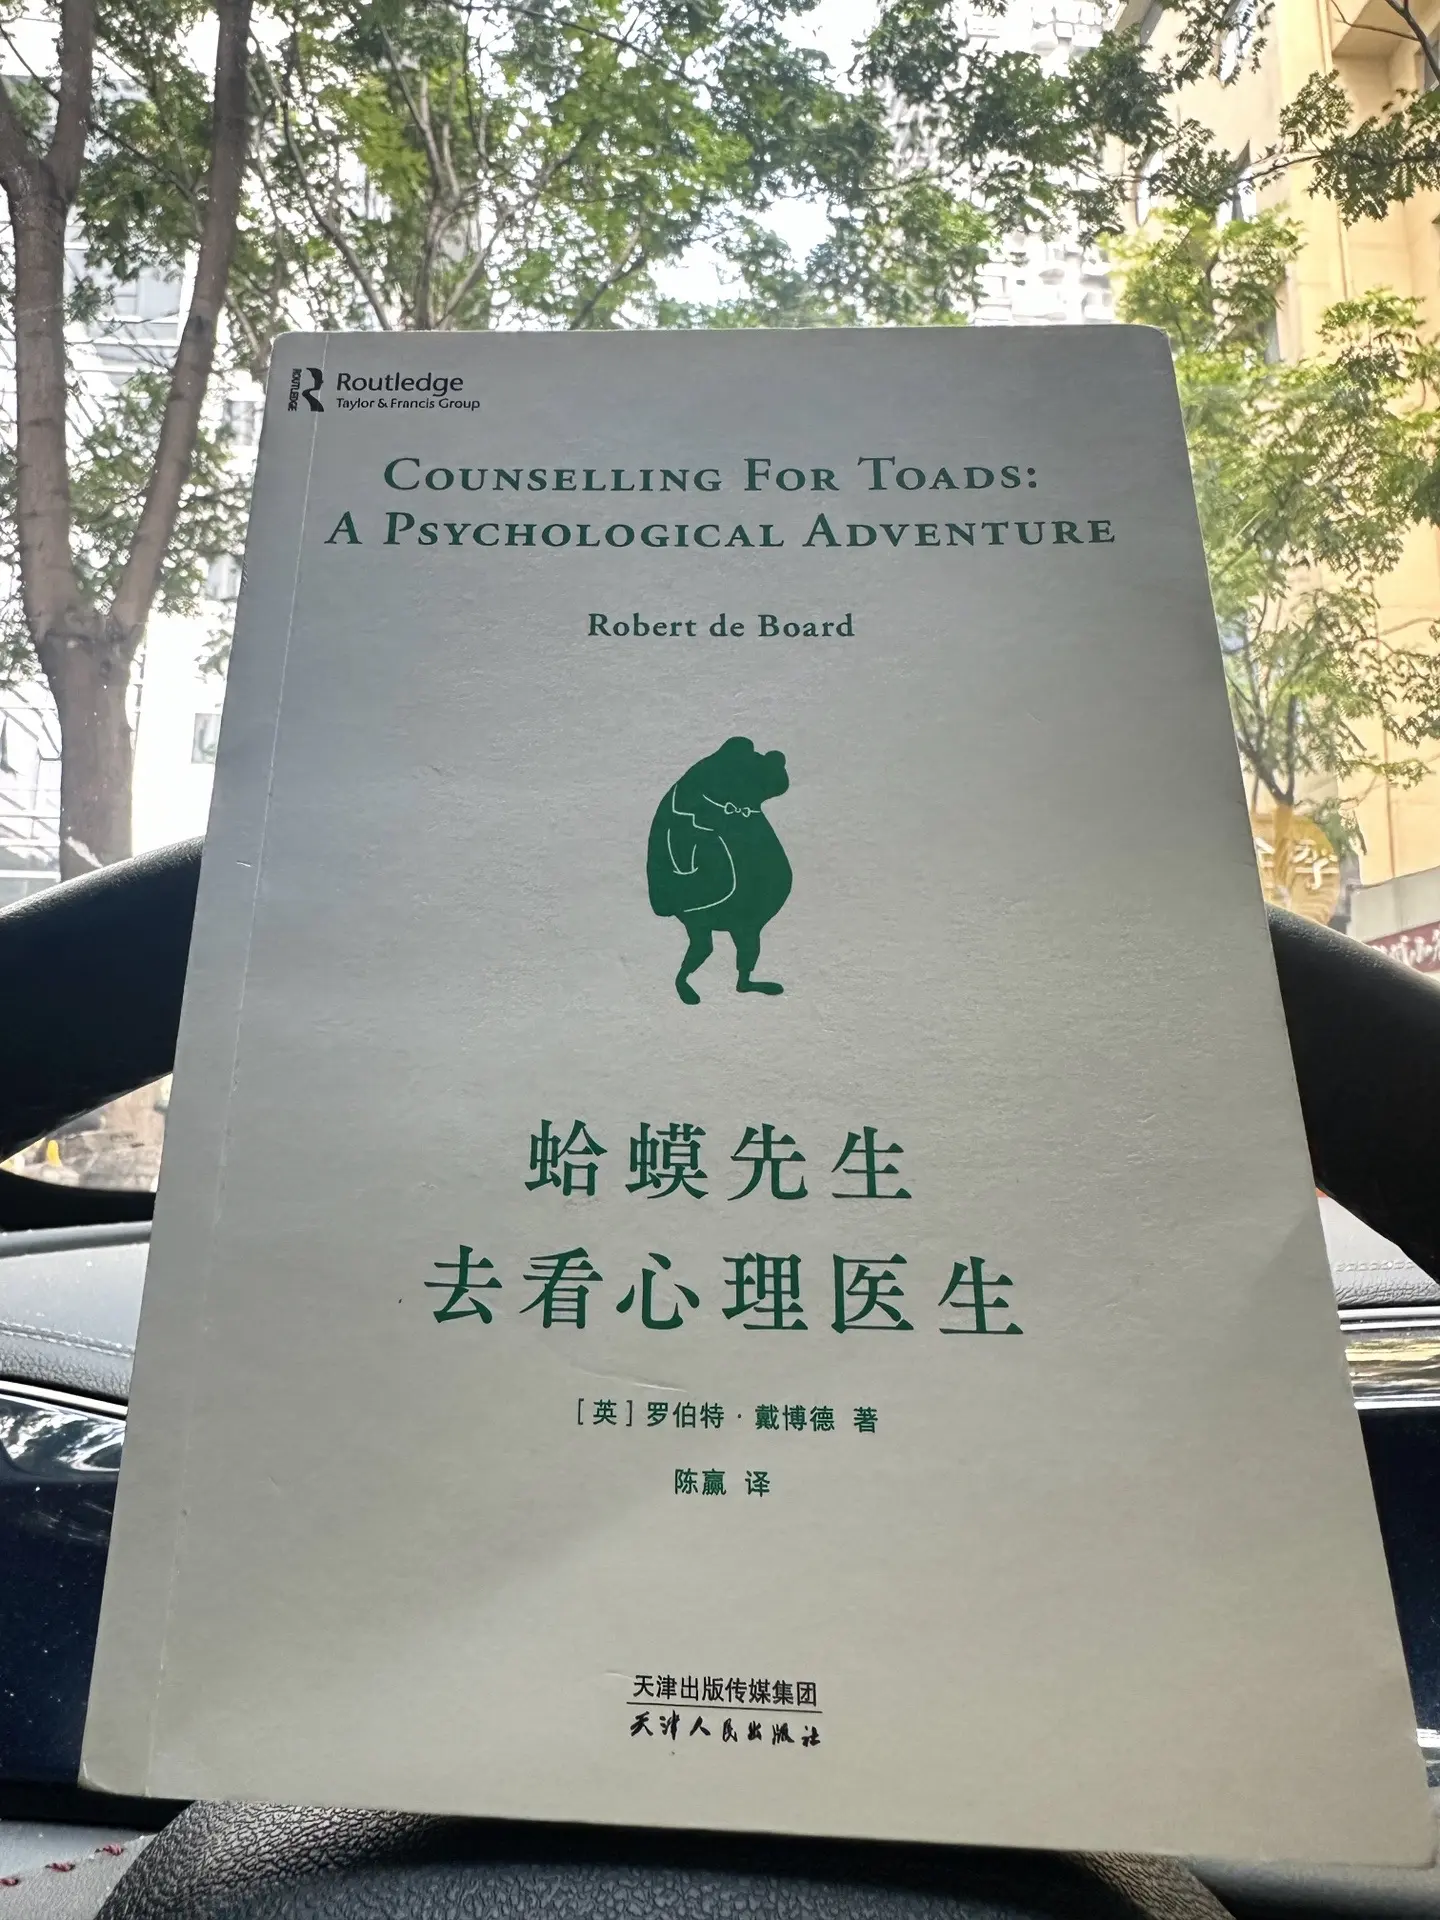 ROUTLEDGE
Routledge
Taylor & Francis Group
COUNSELLING FOR TOADS:
A PSYCHOLOGICAL ADVENTURE
Robert de Board
蛤蟆先生
去看心理医生
[英]罗伯特·戴博德 著
陈赢 译
天津出版传媒集团
天津人民出版社